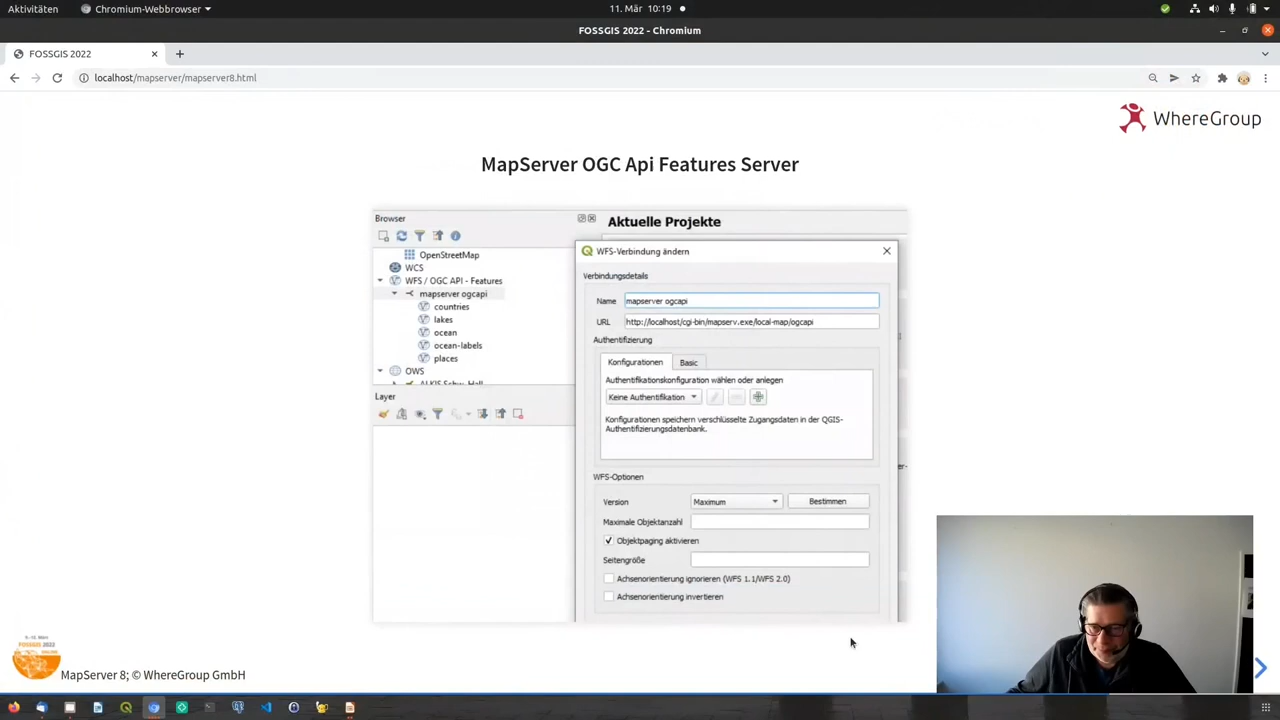 Aktivitäten
Chromium-Webbrowser
11. Mär 10:19
FOSSGIS 2022 - Chromium
FOSSGIS 2022
localhost/mapserver/mapserver8.html
WhereGroup
MapServer OGC Api Features Server
Browser
Aktuelle Projekte
OpenStreetMap
WCS
WFS / OGC API - Features
mapserver ogcapi
countries
lakes
ocean
ocean-labels
places
OWS
ALKIS Schw. Hall
Layer
WFS-Verbindung ändern
Verbindungsdetails
Name mapserver ogcapi
URL http://localhost/cgi-bin/mapserv.exe/local-map/ogcapi
Authentifizierung
Konfigurationen Basic
Authentifikationskonfiguration wählen oder anlegen
Keine Authentifikation
Konfigurationen speichern verschlüsselte Zugangsdaten in der QGIS-
Authentifizierungsdatenbank.
WFS-Optionen
Version Maximum Bestimmen
Maximale Objektanzahl
Objektpaging aktivieren
Seitengröße
Achsenorientierung ignorieren (WFS 1.1/WFS 2.0)
Achsenorientierung invertieren
FOSSGIS 2022
MapServer 8; © WhereGroup GmbH